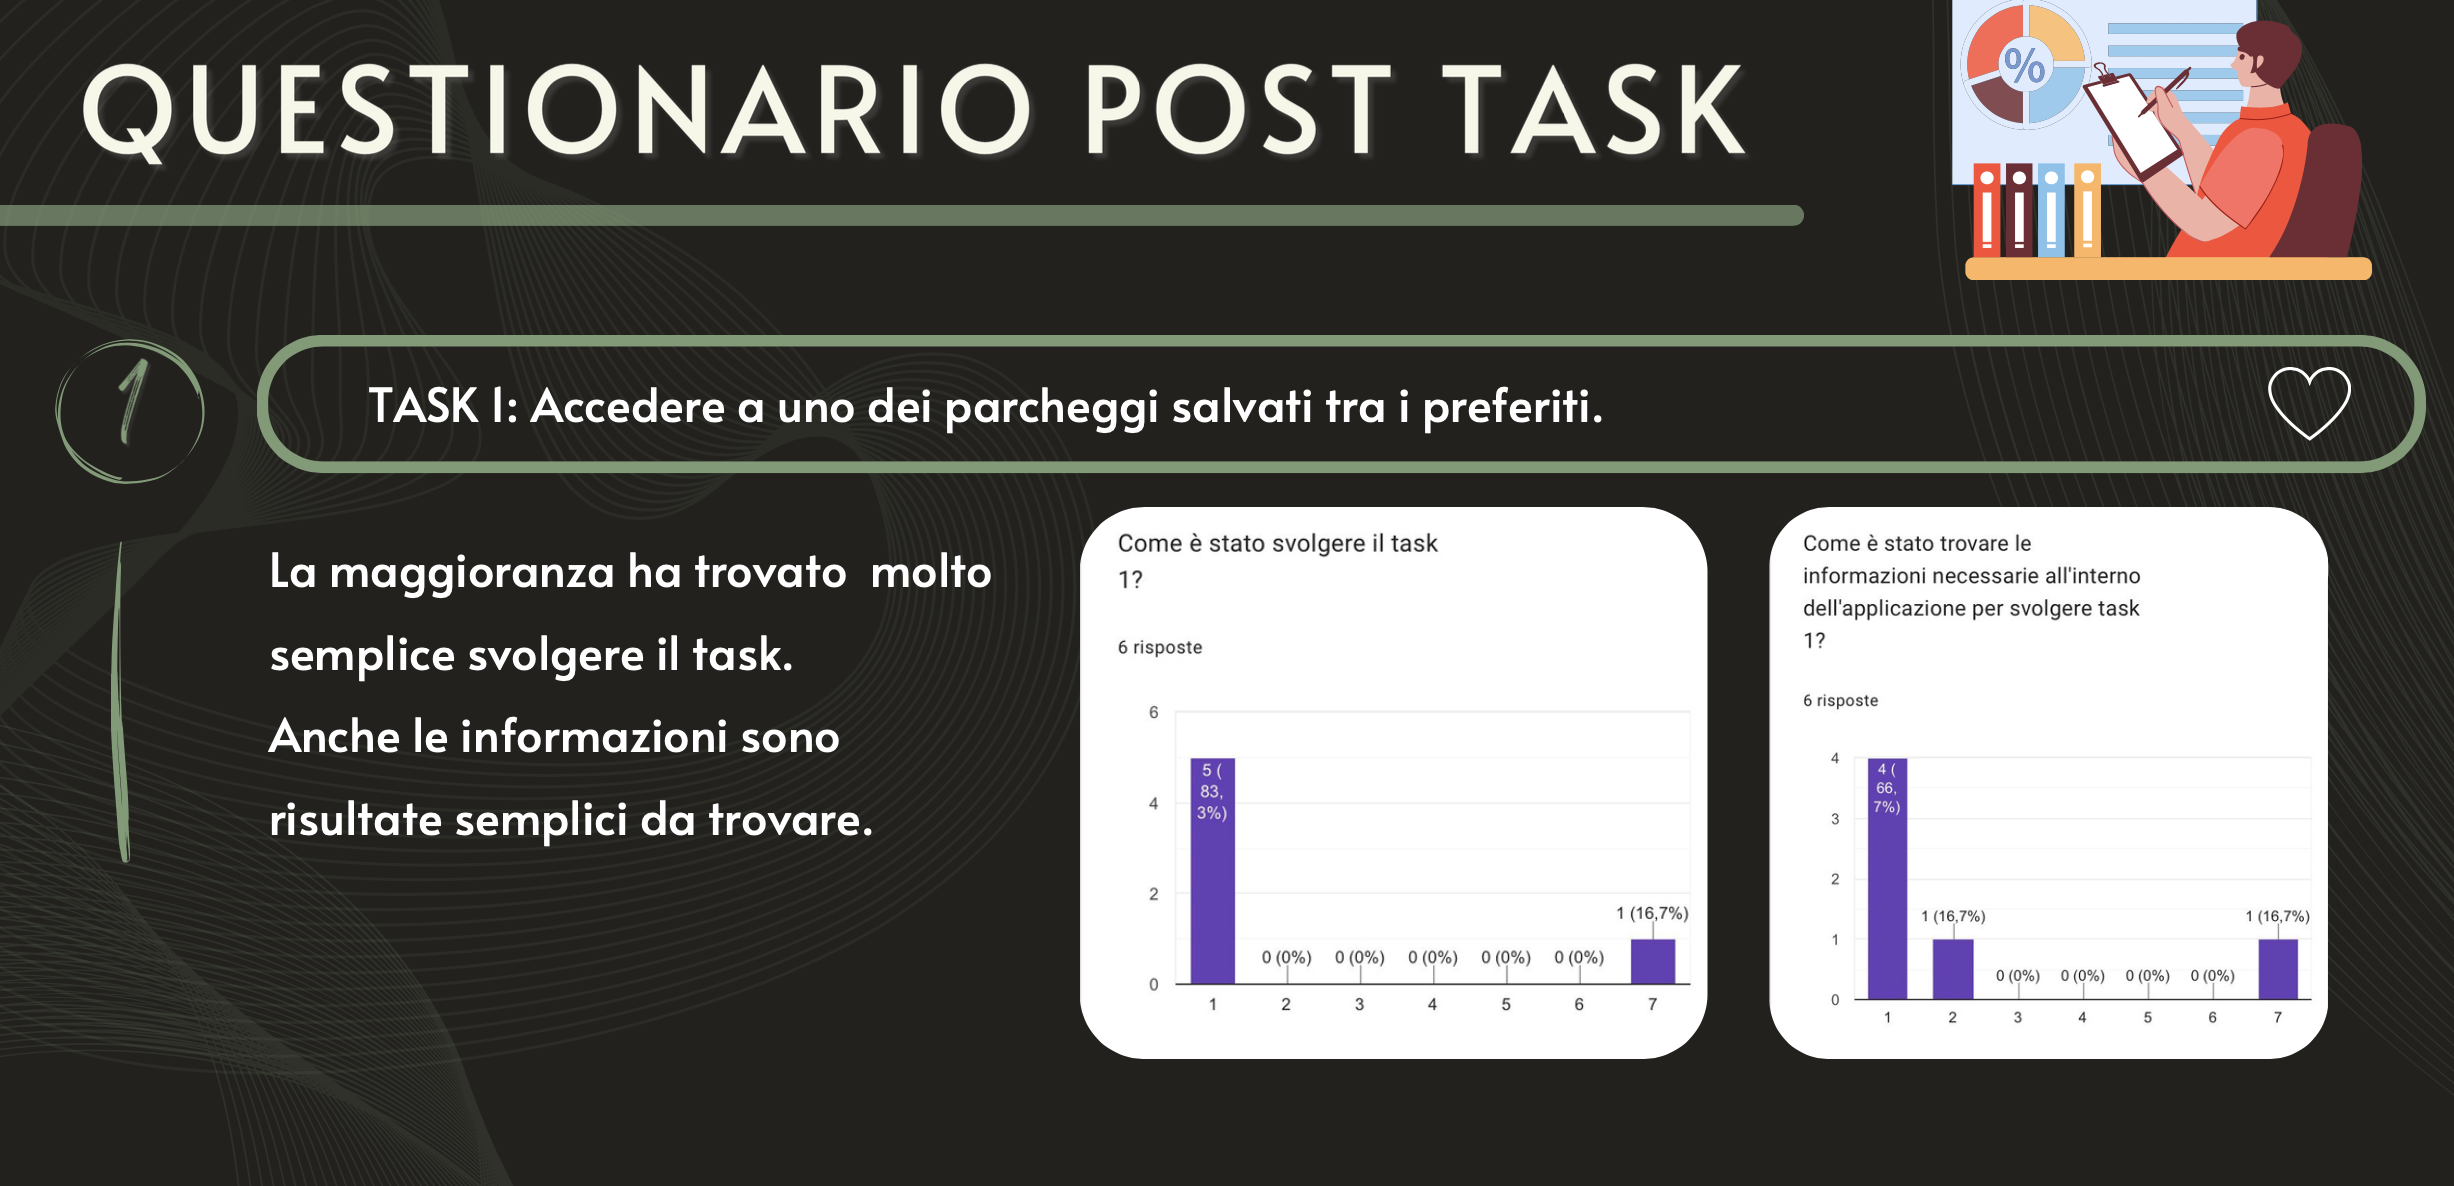 QUESTIONARIO POST TASK
%
1
TASK 1: Accedere a uno dei parcheggi salvati tra i preferiti.
La maggioranza ha trovato molto
semplice svolgere il task.
Anche le informazioni sono
risultate semplici da trovare.
Come è stato svolgere il task
1?
6 risposte
6
4
2
0
5 (
83,
3%)
0 (0%)
0 (0%)
0 (0%)
0 (0%)
0 (0%)
1 (16,7%)
1 2 3 4 5 6 7
Come è stato trovare le
informazioni necessarie all'interno
dell'applicazione per svolgere task
1?
6 risposte
4
3
2
1
0
4 (
66,
7%)
1 (16,7%)
0 (0%)
0 (0%)
0 (0%)
0 (0%)
1 (16,7%)
1 2 3 4 5 6 7